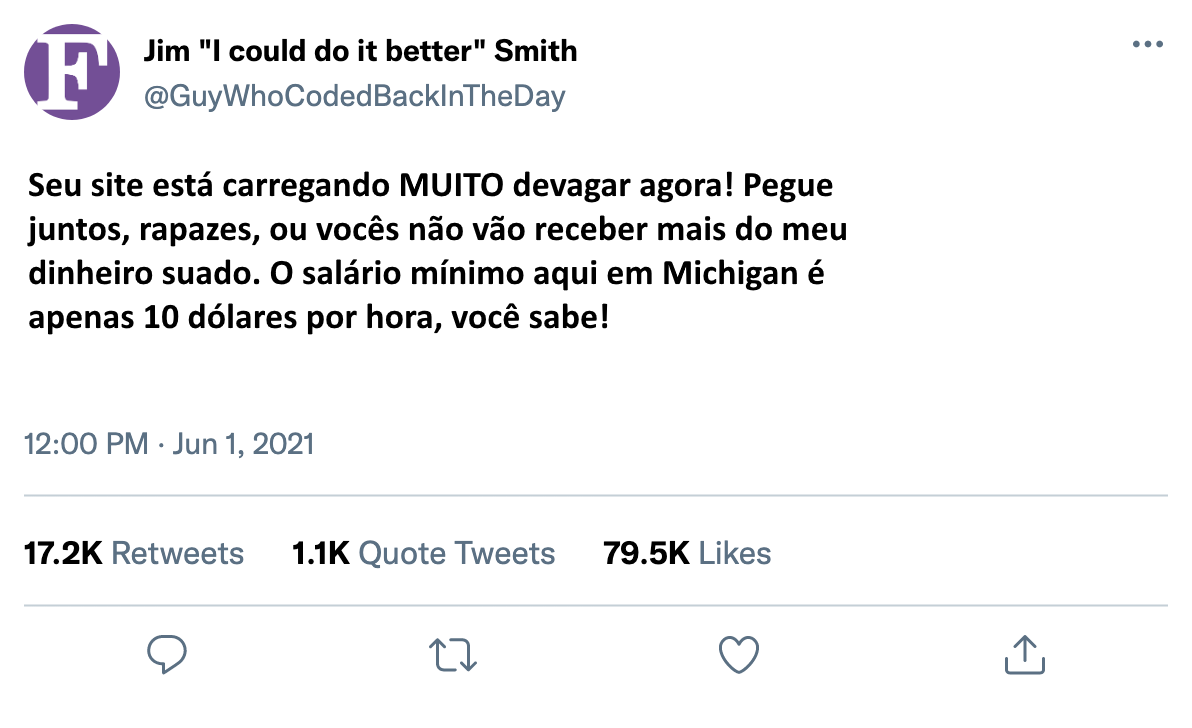 F
Jim "I could do it better" Smith
@GuyWhoCodedBackInTheDay
Seu site está carregando MUITO devagar agora! Pegue
juntos, rapazes, ou vocês não vão receber mais do meu
dinheiro suado. O salário mínimo aqui em Michigan é
apenas 10 dólares por hora, você sabe!
12:00 PM · Jun 1, 2021
17.2K Retweets 1.1K Quote Tweets 79.5K Likes